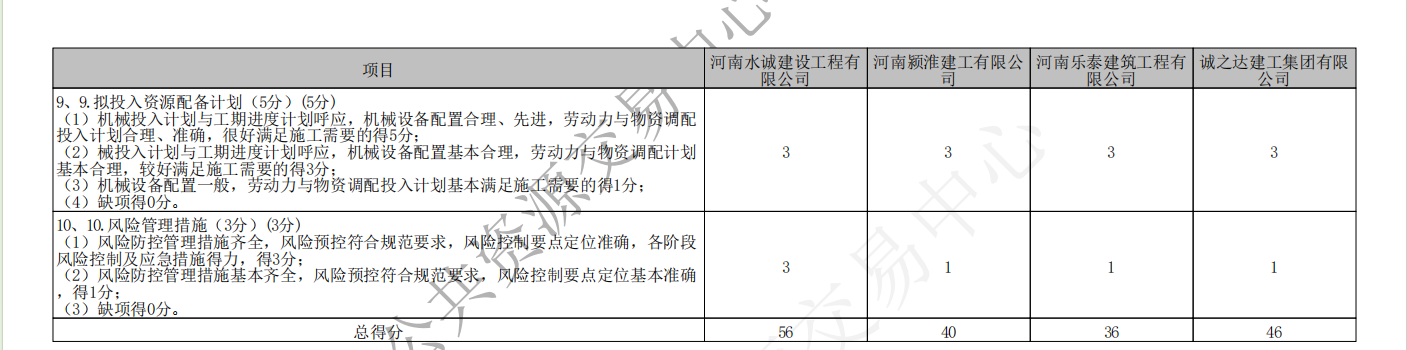 项目
河南水诚建设工程有
限公司
河南颍淮建工有限公
司
河南乐泰建筑工程有
限公司
诚之达建工集团有限
公司
9、9.拟投入资源配备计划（5分）(5分)
（1）机械投入计划与工期进度计划呼应，机械设备配置合理、先进，劳动力与物资调配
投入计划合理、准确，很好满足施工需要的得5分；
（2）械投入计划与工期进度计划呼应，机械设备配置基本合理，劳动力与物资调配计划
基本合理，较好满足施工需要的得3分；
（3）机械设备配置一般，劳动力与物资调配投入计划基本满足施工需要的得1分；
（4）缺项得0分。
3
3
3
3
10、10.风险管理措施（3分）(3分)
（1）风险防控管理措施齐全，风险预控符合规范要求，风险控制要点定位准确，各阶段
风险控制及应急措施得力，得3分；
（2）风险防控管理措施基本齐全，风险预控符合规范要求，风险控制要点定位基本准确
，得1分；
（3）缺项得0分。
3
1
1
1
总得分
56
40
36
46
公共资源交易中心
交易中心